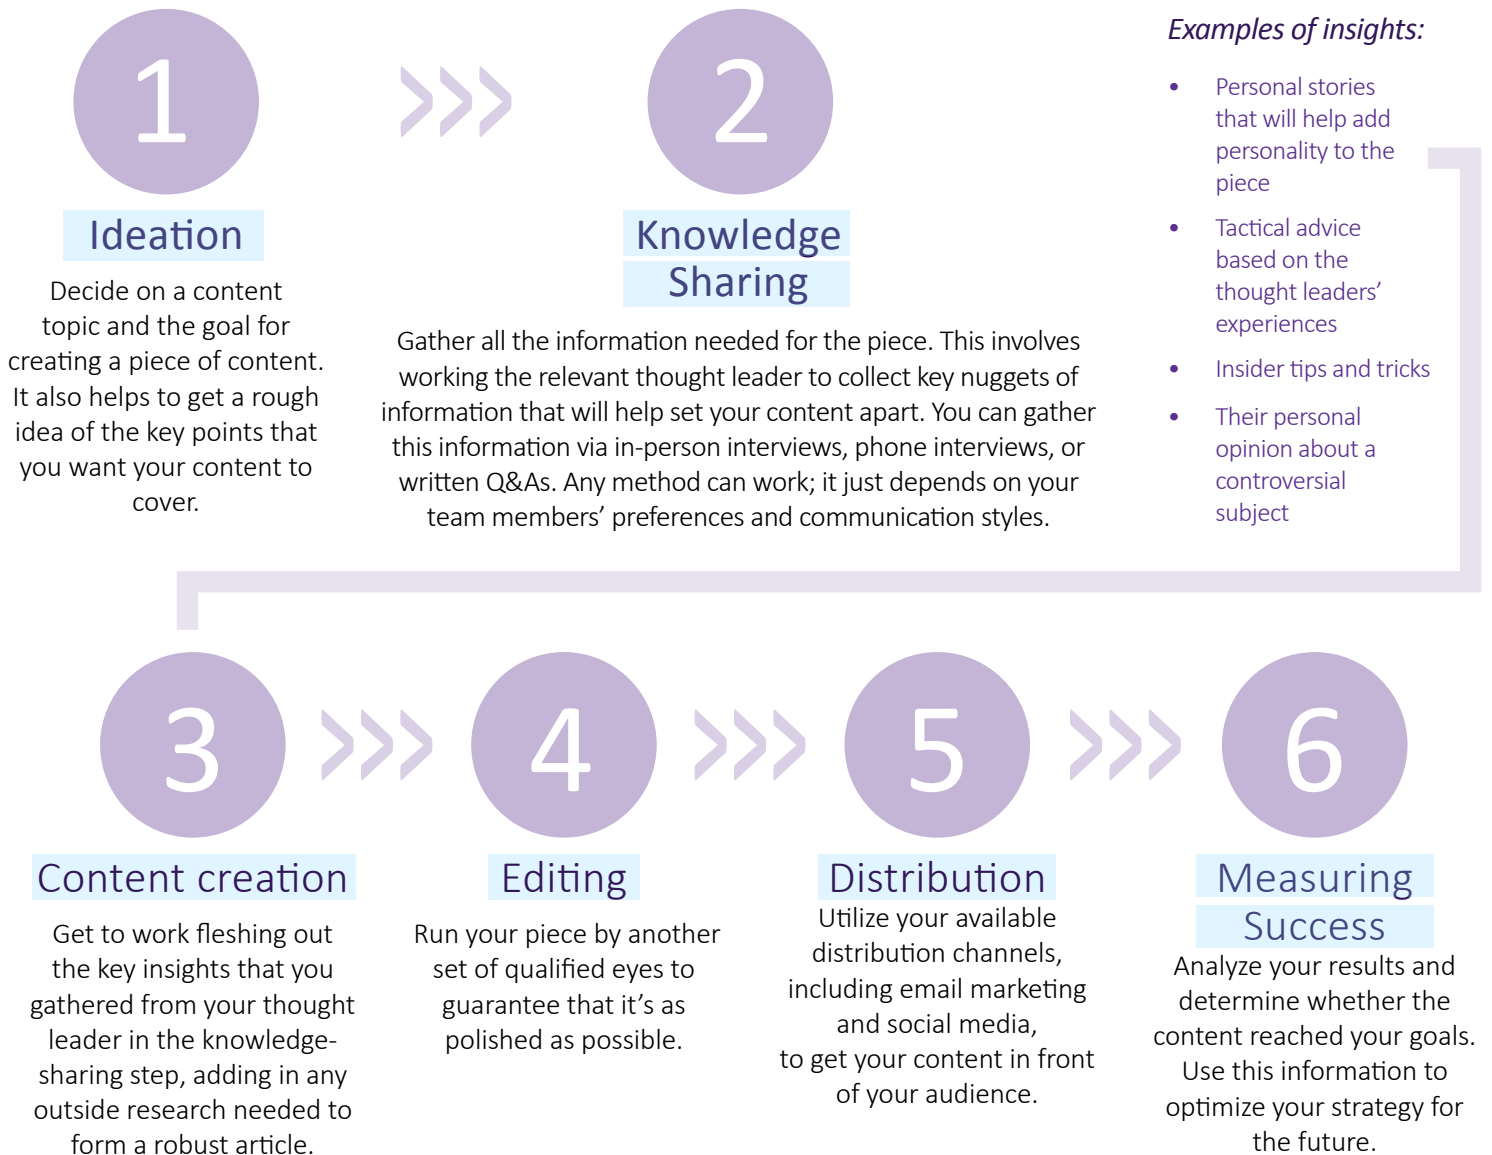 1
Ideation
Decide on a content
topic and the goal for
creating a piece of content.
It also helps to get a rough
idea of the key points that
you want your content to
cover.
2
Knowledge
Sharing
Gather all the information needed for the piece. This involves
working the relevant thought leader to collect key nuggets of
information that will help set your content apart. You can gather
this information via in-person interviews, phone interviews, or
written Q&As. Any method can work; it just depends on your
team members’ preferences and communication styles.
Examples of insights:
• Personal stories
that will help add
personality to the
piece
• Tactical advice
based on the
thought leaders’
experiences
• Insider tips and tricks
• Their personal
opinion about a
controversial
subject
3
Content creation
Get to work fleshing out
the key insights that you
gathered from your thought
leader in the knowledge-
sharing step, adding in any
outside research needed to
form a robust article.
4
Editing
Run your piece by another
set of qualified eyes to
guarantee that it’s as
polished as possible.
5
Distribution
Utilize your available
distribution channels,
including email marketing
and social media,
to get your content in front
of your audience.
6
Measuring
Success
Analyze your results and
determine whether the
content reached your goals.
Use this information to
optimize your strategy for
the future.